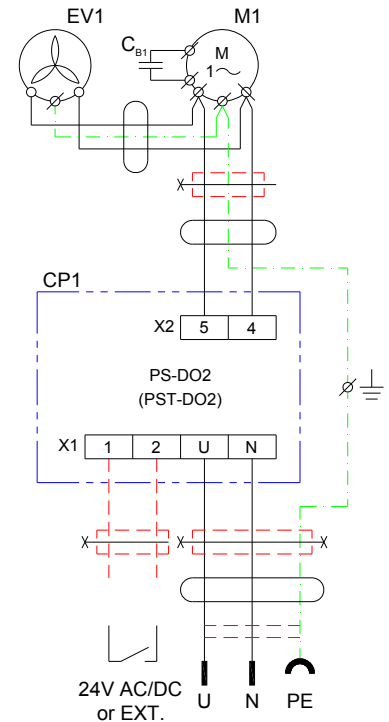 EV1 M1
C B1
M
1~
CP1
X2 5 4
PS-DO2
(PST-DO2)
X1 1 2 U N
24V AC/DC
or EXT.
U N PE